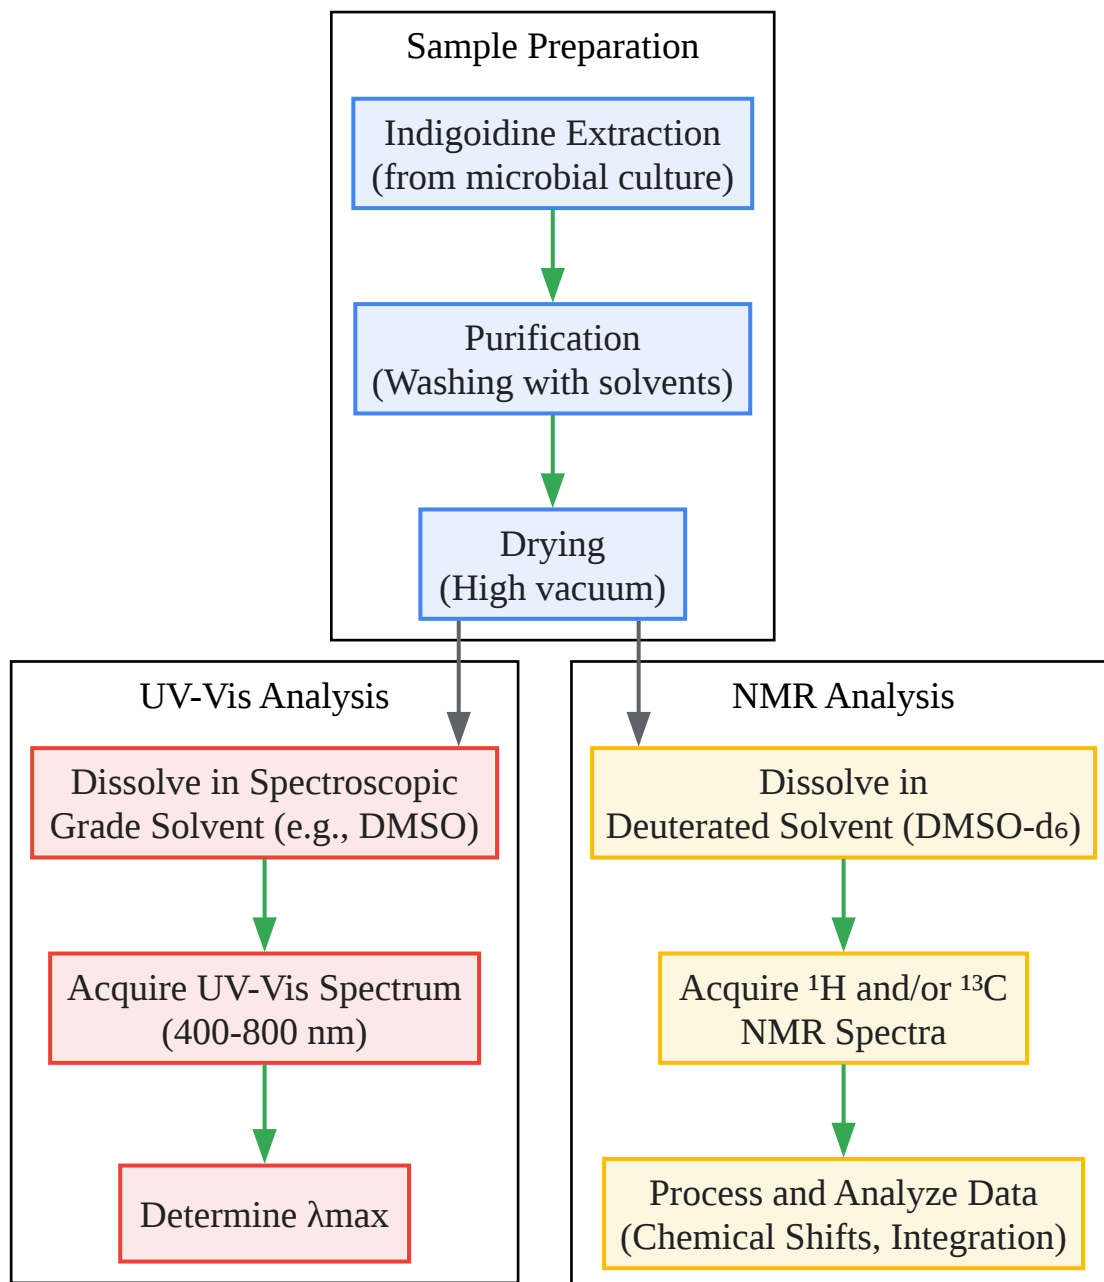 Sample Preparation
Indigoidine Extraction
(from microbial culture)
Purification
(Washing with solvents)
Drying
(High vacuum)
UV-Vis Analysis
Dissolve in Spectroscopic
Grade Solvent (e.g., DMSO)
Acquire UV-Vis Spectrum
(400-800 nm)
Determine λmax
NMR Analysis
Dissolve in
Deuterated Solvent (DMSO-d₆)
Acquire ¹H and/or ¹³C
NMR Spectra
Process and Analyze Data
(Chemical Shifts, Integration)